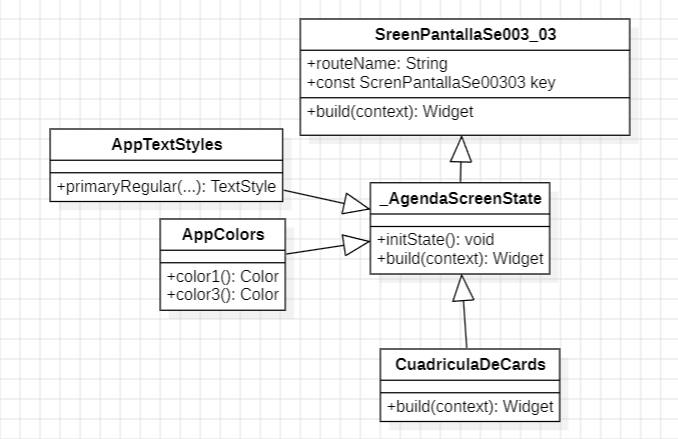 SreenPantallaSe003_03
+routeName: String
+const ScrenPantallaSe00303 key
+build(context): Widget
AppTextStyles
+primaryRegular(...): TextStyle
_AgendaScreenState
+initState(): void
+build(context): Widget
AppColors
+color1(): Color
+color3(): Color
CuadriculaDeCards
+build(context): Widget